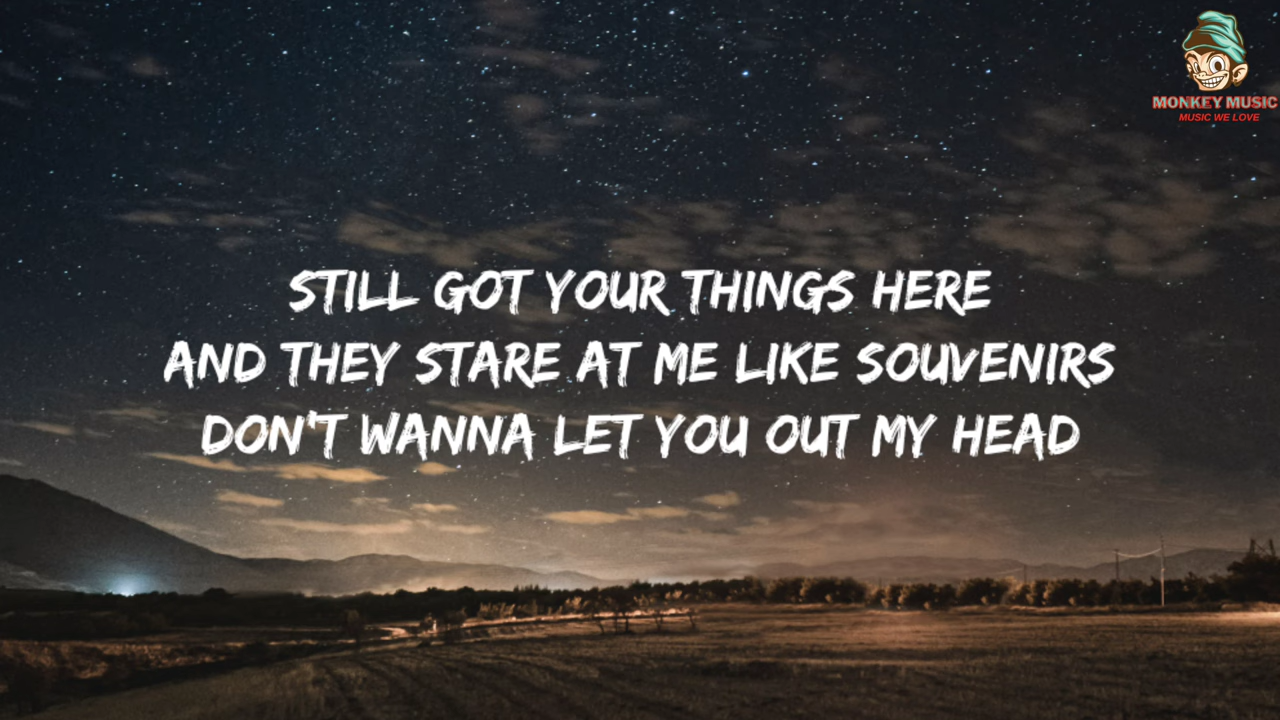 MONKEY MUSIC
MUSIC WE LOVE
STILL GOT YOUR THINGS HERE
AND THEY STARE AT ME LIKE SOUVENIRS
DON'T WANNA LET YOU OUT MY HEAD